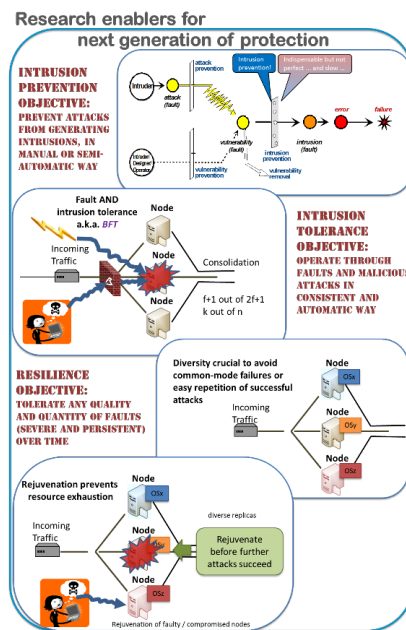 Research enablers for
next generation of protection
INTRUSION
PREVENTION
OBJECTIVE:
PREVENT ATTACKS
FROM GENERATING
INTRUSIONS, IN
MANUAL OR SEMI-
AUTOMATIC WAY
Intrusion
prevention!
Indispensable but not
perfect ... and slow ...
attack
prevention
Intruder
attack
(fault)
error
failure
vulnerability
(fault)
intrusion
(fault)
intrusion
prevention
Intruder
Designer
Operator
vulnerability
prevention
vulnerability
removal
Fault AND
intrusion tolerance
a.k.a. BFT
Node
Incoming
Traffic
Node
Consolidation
Node
f+1 out of 2f+1
k out of n
INTRUSION
TOLERANCE
OBJECTIVE:
OPERATE THROUGH
FAULTS AND MALICIOUS
ATTACKS IN
CONSISTENT AND
AUTOMATIC WAY
RESILIENCE
OBJECTIVE:
TOLERATE ANY QUALITY
AND QUANTITY OF FAULTS
(SEVERE AND PERSISTENT)
OVER TIME
Diversity crucial to avoid
common-mode failures or
easy repetition of successful
attacks
Node
OSx
Incoming
Traffic
Node
OSy
Node
OSz
Rejuvenation prevents
resource exhaustion
Node
OSx
diverse replicas
Incoming
Traffic
Node
Rejuvenate
before further
attacks succeed
Node
OSz
Rejuvenation of faulty / compromised nodes